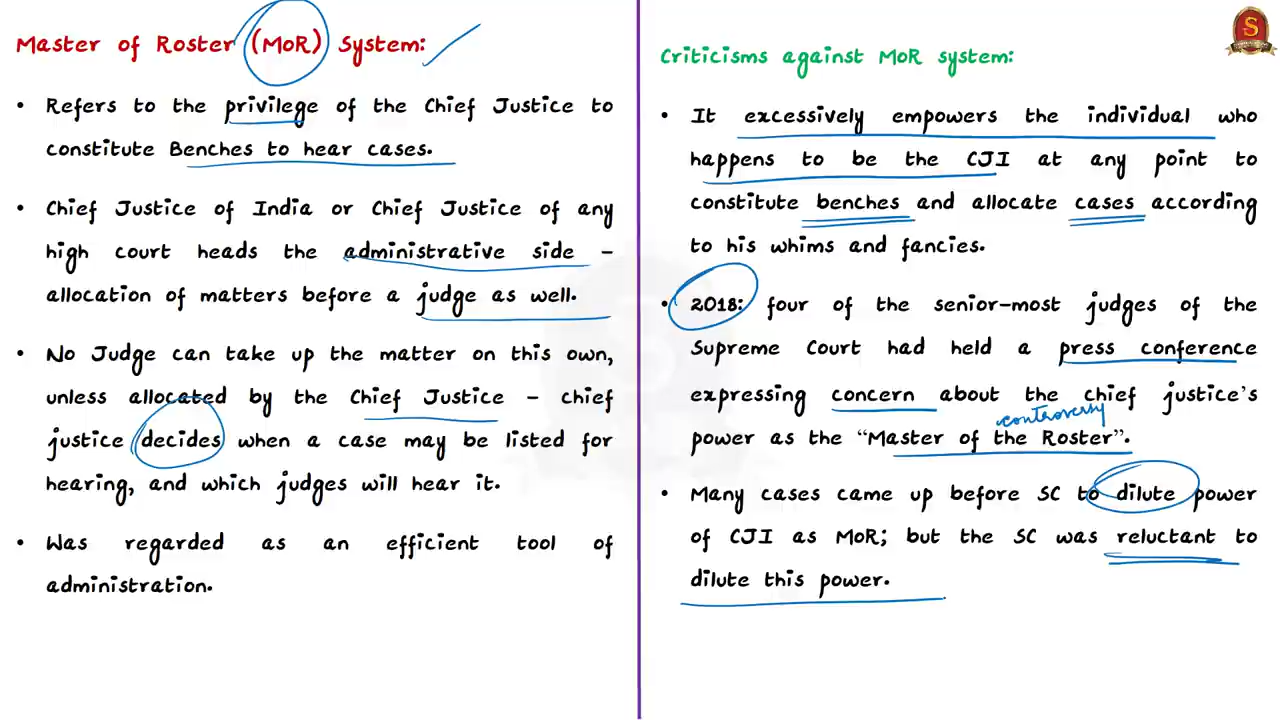 Master of Roster (MoR) System:
• Refers to the privilege of the Chief Justice to
constitute Benches to hear cases.
• Chief Justice of India or Chief Justice of any
high court heads the administrative side –
allocation of matters before a judge as well.
• No Judge can take up the matter on this own,
unless allocated by the Chief Justice – chief
justice decides when a case may be listed for
hearing, and which judges will hear it.
• Was regarded as an efficient tool of
administration.
Criticisms against MoR system:
• It excessively empowers the individual who
happens to be the CJI at any point to
constitute benches and allocate cases according
to his whims and fancies.
• 2018: four of the senior-most judges of the
Supreme Court had held a press conference
expressing concern about the chief justice's
controversy
power as the “Master of the Roster”.
• Many cases came up before SC to dilute power
of CJI as MoR; but the SC was reluctant to
dilute this power.
S